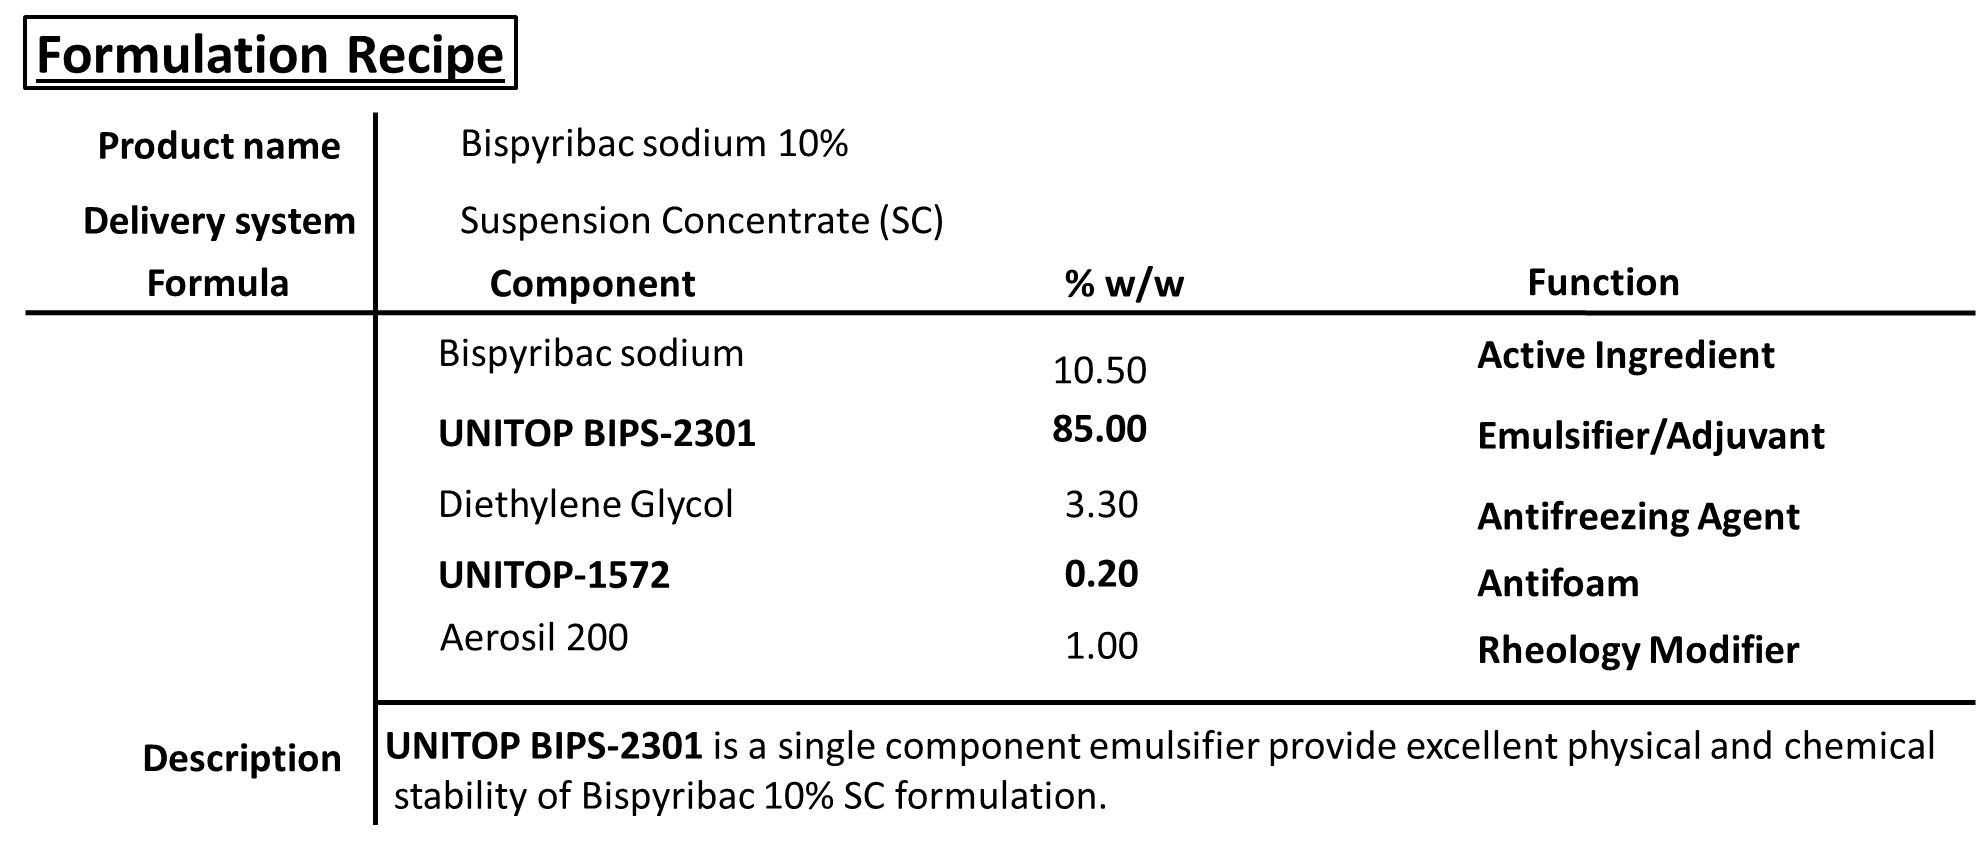 Formulation Recipe
Product name Bispyribac sodium 10%
Delivery system Suspension Concentrate (SC)
Formula Component % w/w Function
Bispyribac sodium 10.50 Active Ingredient
UNITOP BIPS-2301 85.00 Emulsifier/Adjuvant
Diethylene Glycol 3.30 Antifreezing Agent
UNITOP-1572 0.20 Antifoam
Aerosil 200 1.00 Rheology Modifier
Description UNITOP BIPS-2301 is a single component emulsifier provide excellent physical and chemical
stability of Bispyribac 10% SC formulation.